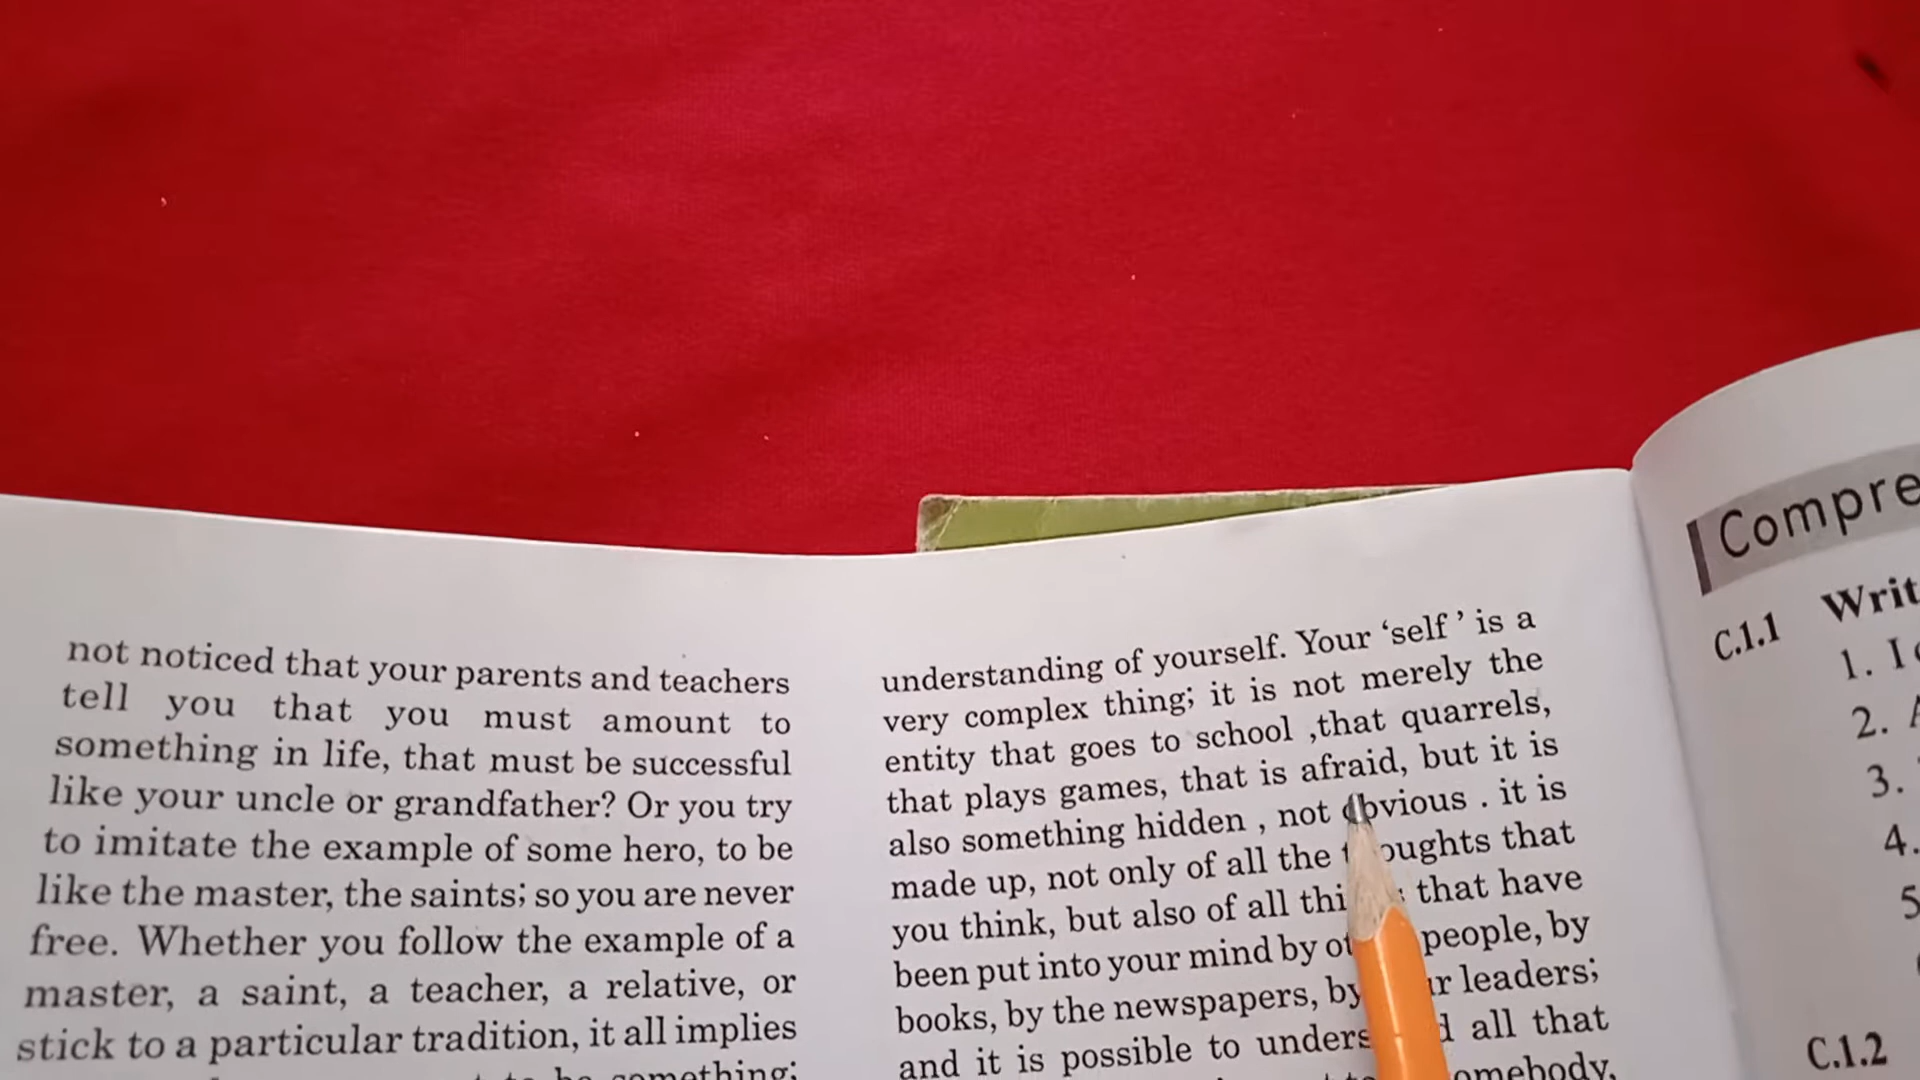 not noticed that your parents and teachers
tell you that you must amount to
something in life, that must be successful
like your uncle or grandfather? Or you try
to imitate the example of some hero, to be
like the master, the saints; so you are never
free. Whether you follow the example of a
master, a saint, a teacher, a relative, or
stick to a particular tradition, it all implies
be something;
understanding of yourself. Your ‘self’ is a
very complex thing; it is not merely the
entity that goes to school ,that quarrels,
that plays games, that is afraid, but it is
also something hidden , not obvious . it is
made up, not only of all the thoughts that
you think, but also of all that have
been put into your mind by people, by
books, by the newspapers, by leaders;
and it is possible to all that
Compre
C.1.1 Writ
1. I
2.
3.
4.
5
C.1.2